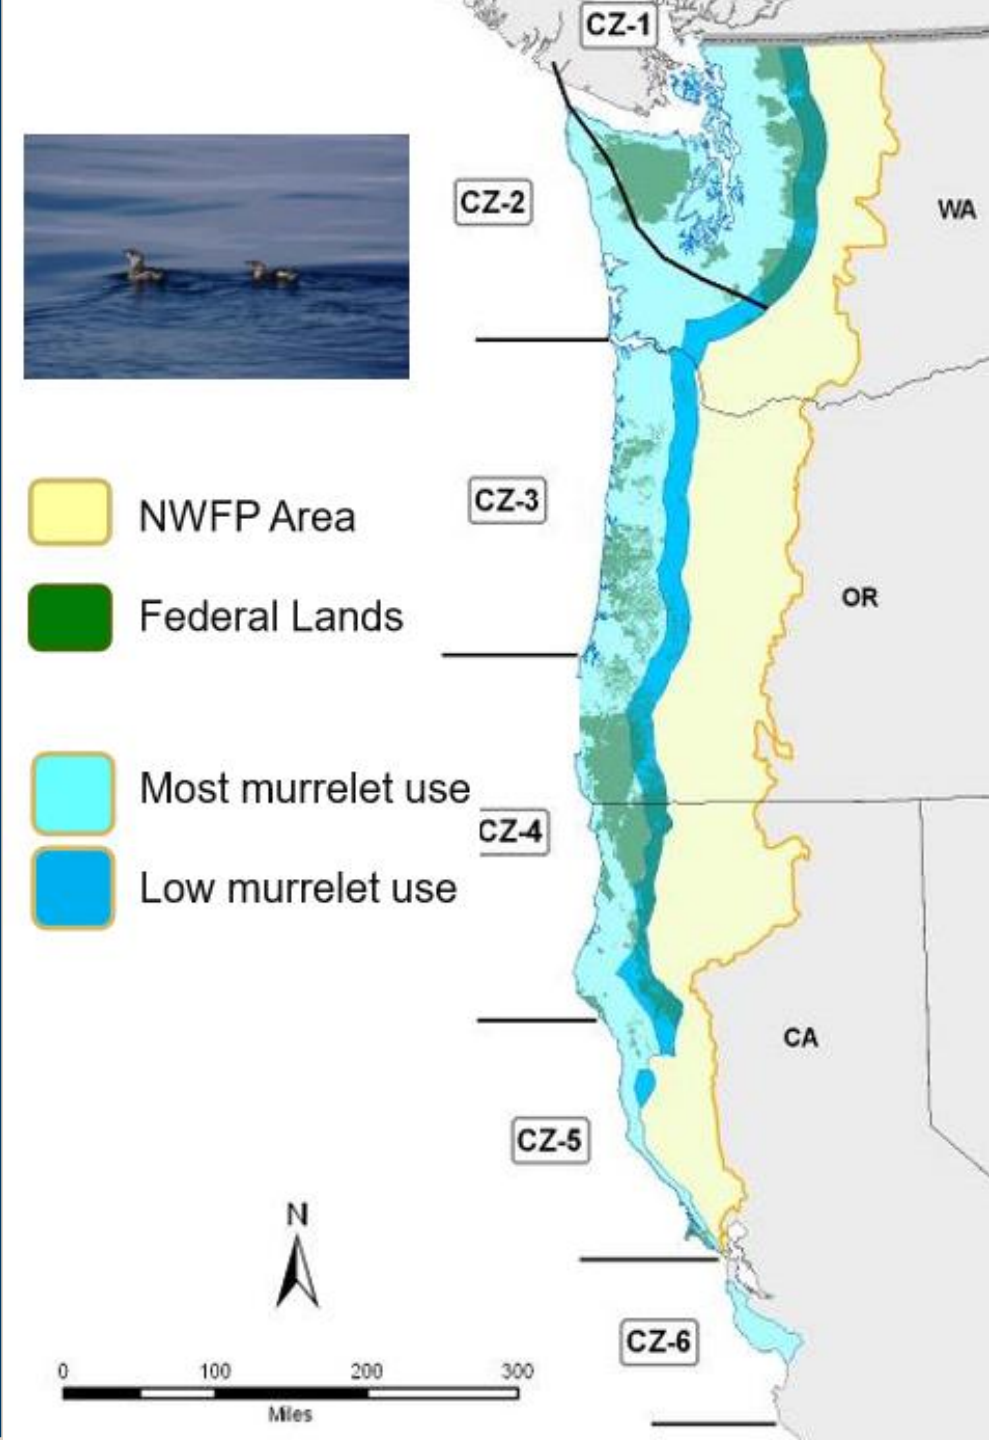 CZ-1
CZ-2
WA
CZ-3
NWFP Area
OR
Federal Lands
Most murrelet use
CZ-4
Low murrelet use
CA
CZ-5
N
CZ-6
0 100 200 300
Miles